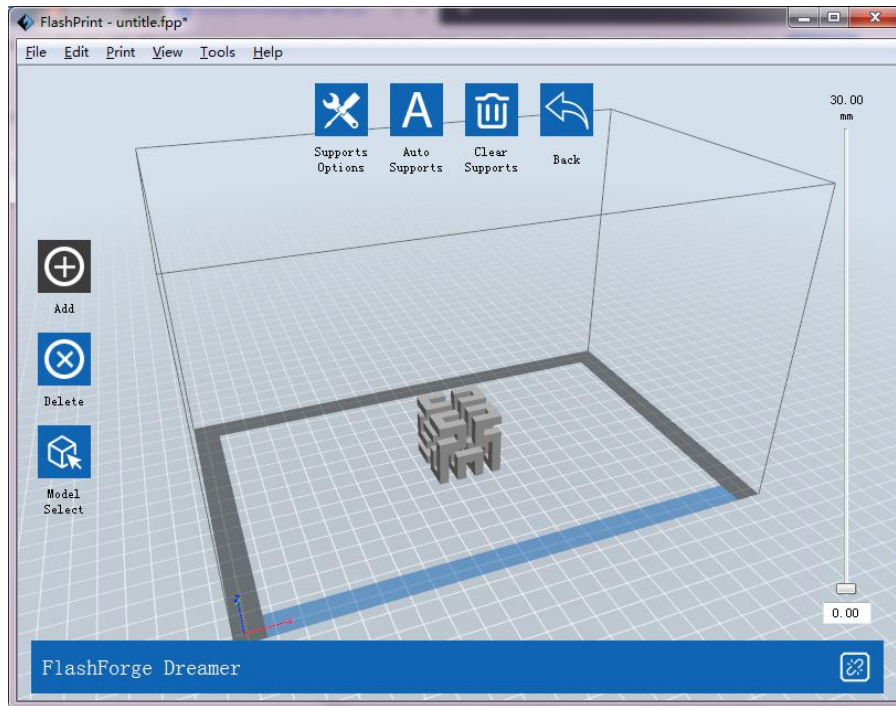 FlashPrint - untitle.fpp*
File Edit Print View Tools Help
Supports
Options
Auto
Supports
Clear
Supports
Back
30.00
mm
Add
Delete
Model
Select
0.00
FlashForge Dreamer